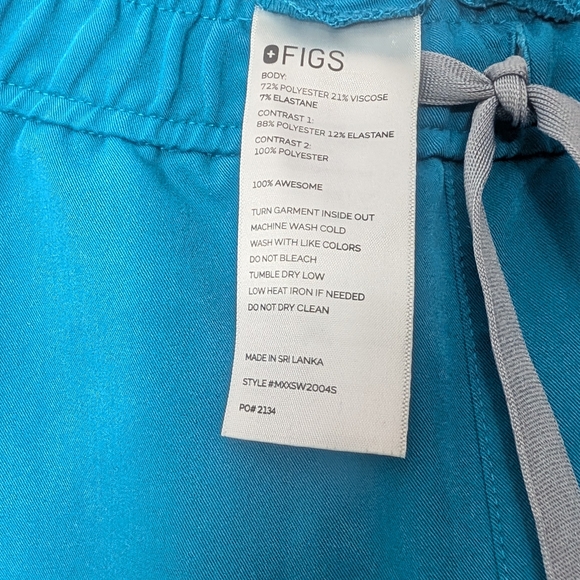 FIGS
BODY:
72% POLYESTER 21% VISCOSE
7% ELASTANE
CONTRAST 1:
88% POLYESTER 12% ELASTANE
CONTRAST 2:
100% POLYESTER
100% AWESOME
TURN GARMENT INSIDE OUT
MACHINE WASH COLD
WASH WITH LIKE COLORS
DO NOT BLEACH
TUMBLE DRY LOW
LOW HEAT IRON IF NEEDED
DO NOT DRY CLEAN
MADE IN SRI LANKA
STYLE #MXXSW2004S
PO# 2134